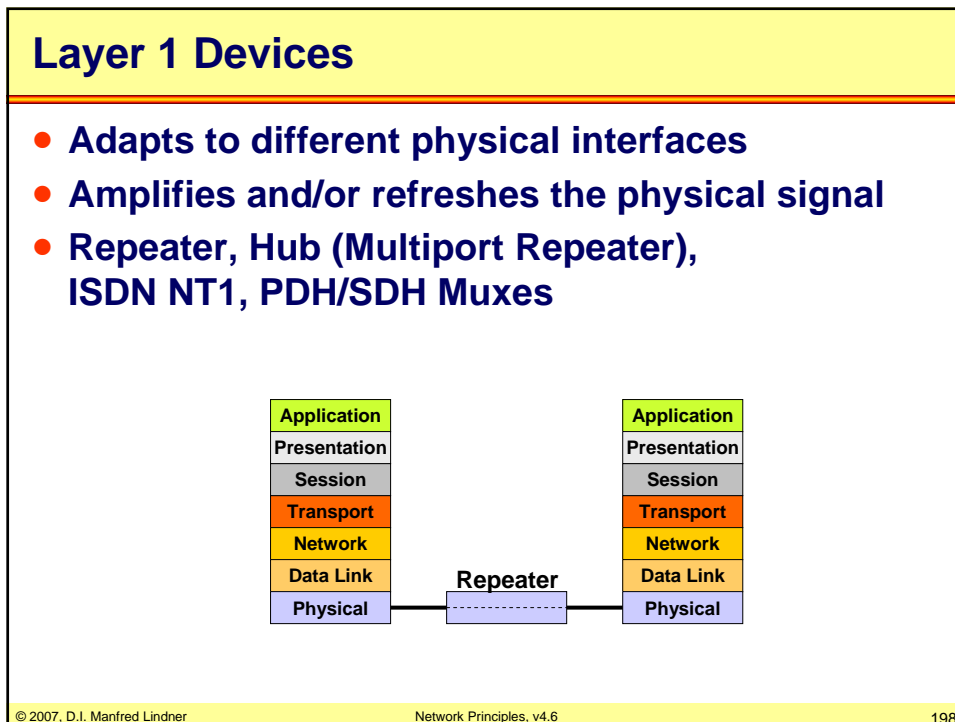 Layer 1 Devices
• Adapts to different physical interfaces
• Amplifies and/or refreshes the physical signal
• Repeater, Hub (Multiport Repeater),
ISDN NT1, PDH/SDH Muxes
Application
Presentation
Session
Transport
Network
Data Link
Physical
Repeater
Application
Presentation
Session
Transport
Network
Data Link
Physical
© 2007, D.I. Manfred Lindner
Network Principles, v4.6
198